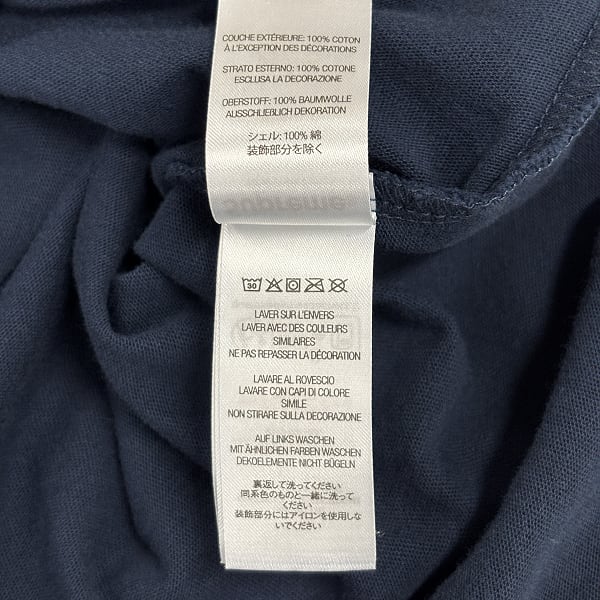 COUCHE EXTÉRIEURE: 100% COTON
À L'EXCEPTION DES DÉCORATIONS
STRATO ESTERNO: 100% COTONE
ESCLUSA LA DECORAZIONE
OBERSTOFF: 100% BAUMWOLLE
AUSSCHLIEßLICH DEKORATION
シェル: 100% 綿
装飾部分を除く
Supreme
30
LAVER SUR L'ENVERS
LAVER AVEC DES COULEURS
SIMILAIRES
NE PAS REPASSER LA DÉCORATION
LAVARE AL ROVESCIO
LAVARE CON CAPI DI COLORE
SIMILE
NON STIRARE SULLA DECORAZIONE
AUF LINKS WASCHEN
MIT ÄHNLICHEN FARBEN WASCHEN
DEKOELEMENTE NICHT BÜGELN
裏返して洗ってください
同系色のものと一緒に洗って
ください
装飾部分にはアイロンを使用しな
いでください